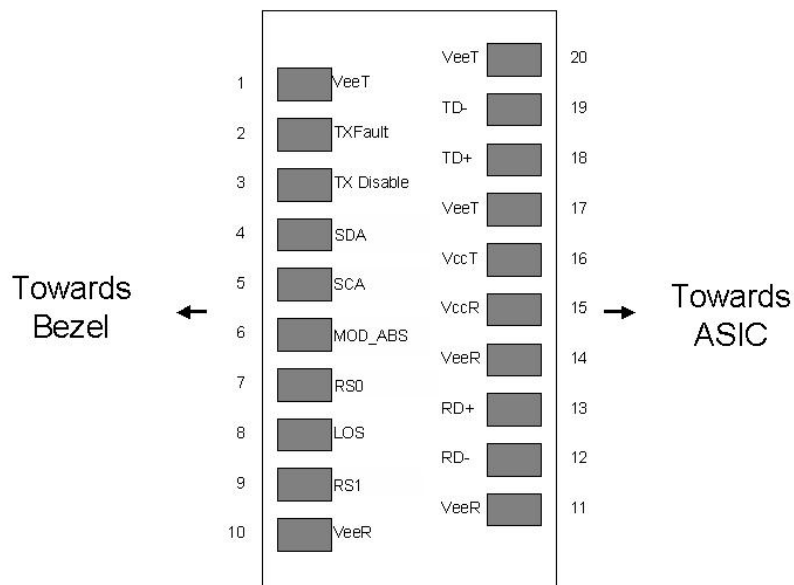 Towards
Bezel
1 VeeT
2 TXFault
3 TX Disable
4 SDA
5 SCA
6 MOD_ABS
7 RS0
8 LOS
9 RS1
10 VeeR
VeeT 20
TD- 19
TD+ 18
VeeT 17
VccT 16
VccR 15
VeeR 14
RD+ 13
RD- 12
VeeR 11
Towards
ASIC